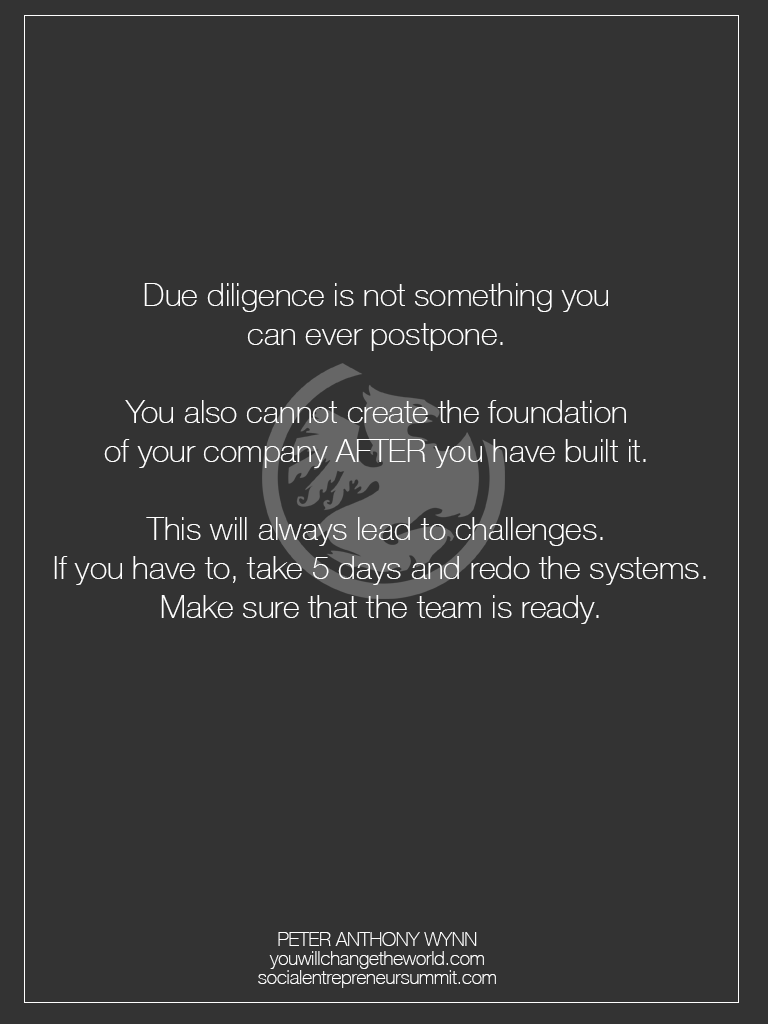 Due diligence is not something you
can ever postpone.
You also cannot create the foundation
of your company AFTER you have built it.
This will always lead to challenges.
If you have to, take 5 days and redo the systems.
Make sure that the team is ready.
PETER ANTHONY WYNN
youwillchangetheworld.com
socialentrepreneursummit.com